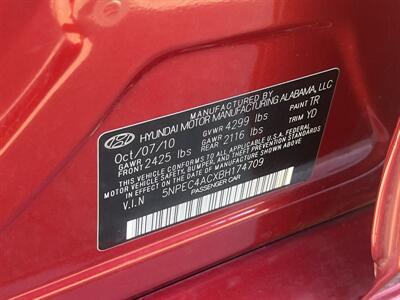 MANUFACTURED BY
HYUNDAI MOTOR MANUFACTURING ALABAMA, LLC
Oct/07/10 GVWR 4299 lbs PAINT TR
GAWR FRONT 2425 lbs GAWR REAR 2116 lbs TRIM YD
THIS VEHICLE CONFORMS TO ALL APPLICABLE U.S.A. FEDERAL
MOTOR VEHICLE SAFETY, BUMPER, AND THEFT PREVENTION
STANDARDS IN EFFECT ON THE DATE OF MANUFACTURE SHOWN ABOVE.
V.I.N 5NPEC4ACXBH174709
PASSENGER CAR